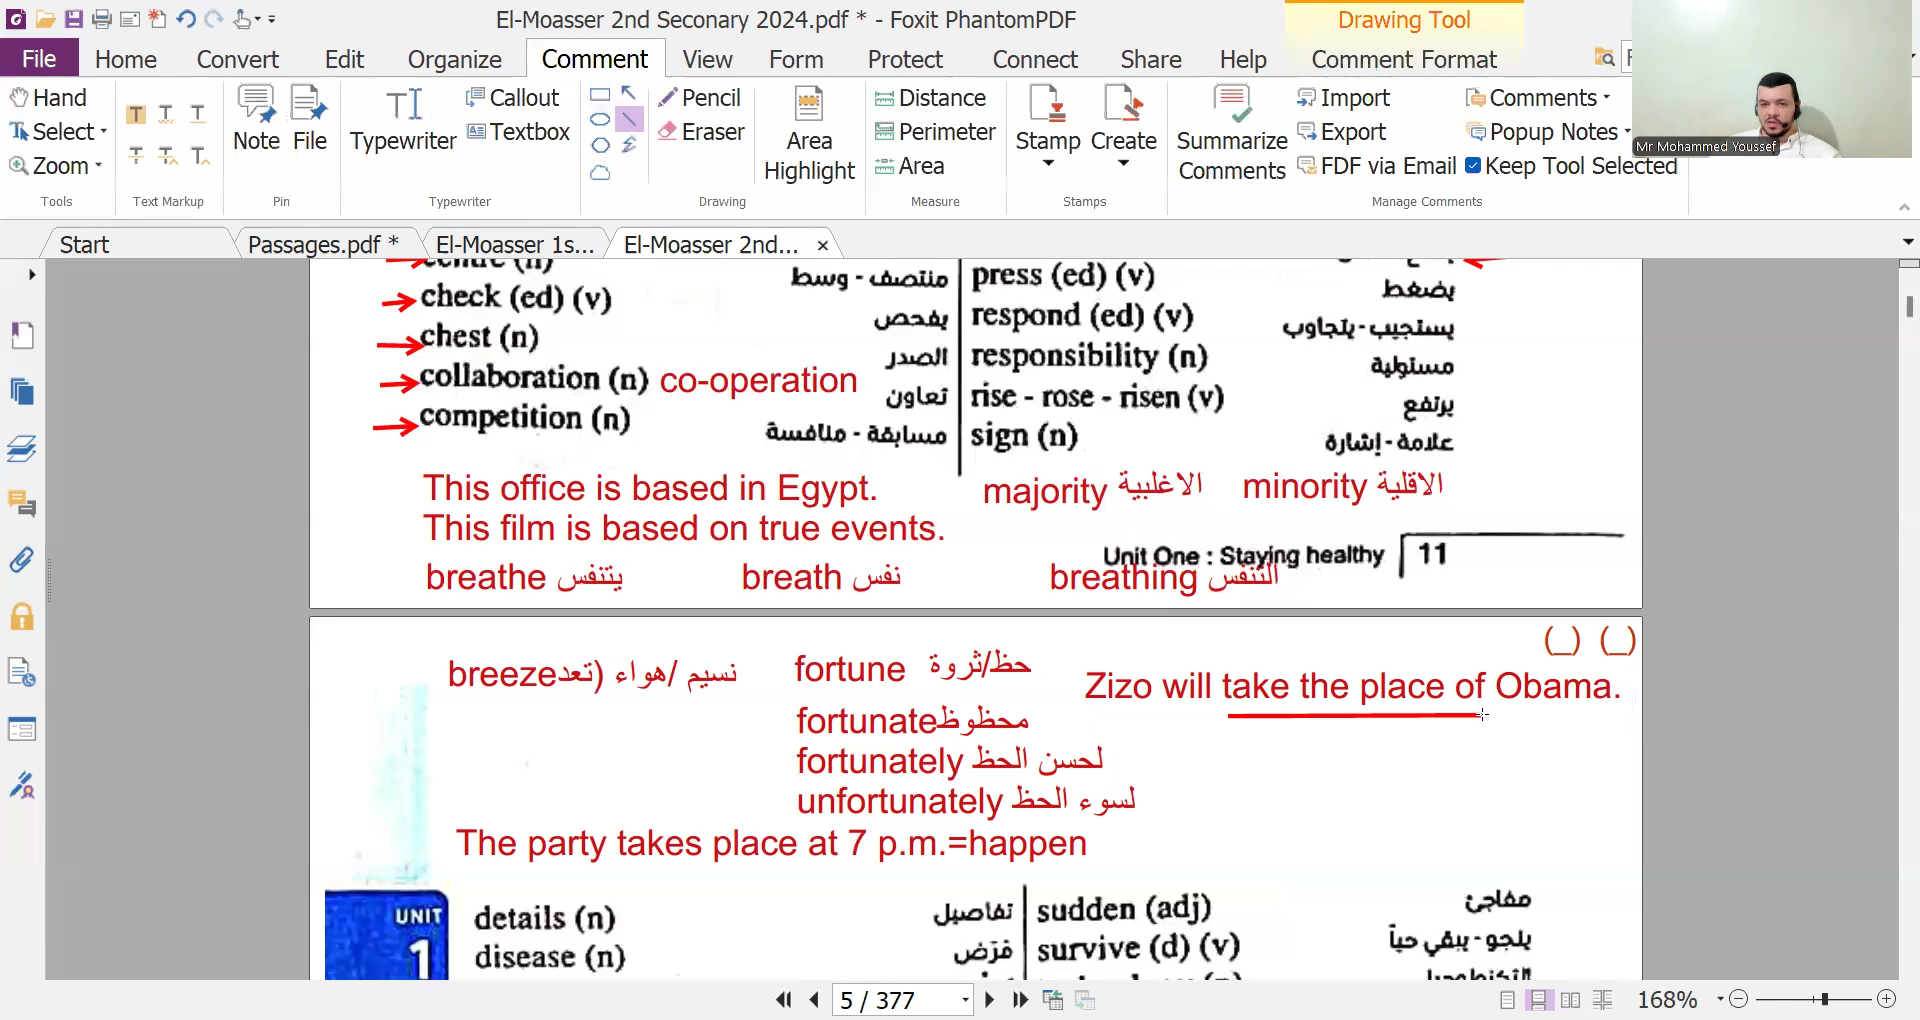 El-Moasser 2nd Seconary 2024.pdf * - Foxit PhantomPDF
Drawing Tool
File Home Convert Edit Organize Comment View Form Protect Connect Share Help Comment Format
Hand
Select
Zoom
Tools
Text Markup
Note
File
Pin
Typewriter
Callout
Textbox
Typewriter
Pencil
Eraser
Area Highlight
Drawing
Distance
Perimeter
Area
Measure
Stamp
Create
Stamps
Summarize Comments
Import
Export
FDF via Email
Comments
Popup Notes
Keep Tool Selected
Manage Comments
Mr Mohammed Youssef
Start
Passages.pdf *
El-Moasser 1s...
El-Moasser 2nd...
centre (n) منتصف - وسط
check (ed) (v) يفحص
chest (n) الصدر
collaboration (n) co-operation تعاون
competition (n) مسابقة - منافسة
press (ed) (v) يضغط
respond (ed) (v) يستجيب - يتجاوب
responsibility (n) مسئولية
rise - rose - risen (v) يرتفع
sign (n) علامة - إشارة
This office is based in Egypt.
majority الاغلبية minority الاقلية
This film is based on true events.
Unit One : Staying healthy 11
breathe يتنفس breath نفس breathing التنفس
(_) (_)
breeze نسيم /هواء (تعد
fortune حظ/ثروة
Zizo will take the place of Obama.
fortunate محظوظ
fortunately لحسن الحظ
unfortunately لسوء الحظ
The party takes place at 7 p.m.=happen
UNIT 1
details (n) تفاصيل
disease (n) مرض
sudden (adj) مفاجئ
survive (d) (v) ينجو - يبقي حياً
5 / 377
168%